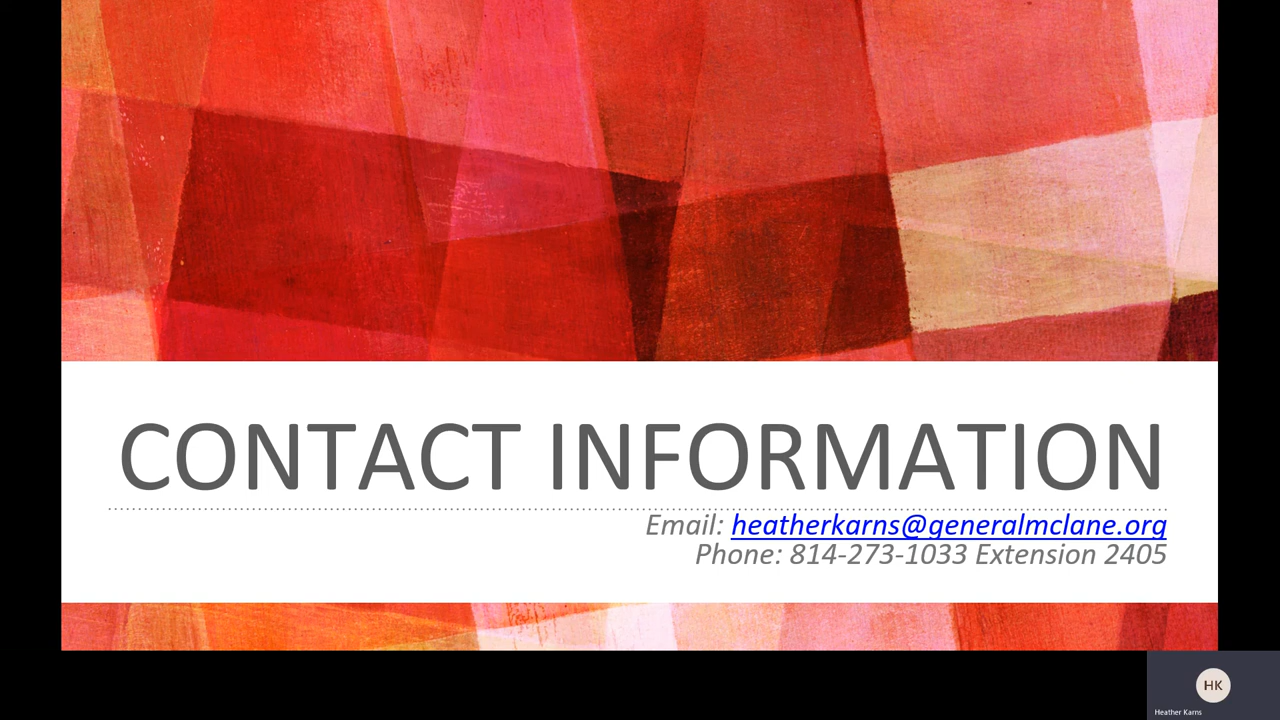 CONTACT INFORMATION
Email: heatherkarns@generalmclane.org
Phone: 814-273-1033 Extension 2405
HK
Heather Karns